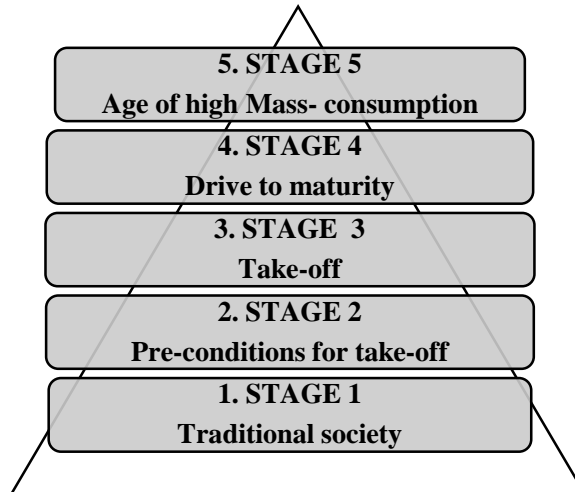 5. STAGE 5
Age of high Mass- consumption
4. STAGE 4
Drive to maturity
3. STAGE  3
Take-off
2. STAGE 2
Pre-conditions for take-off
1. STAGE 1
Traditional society